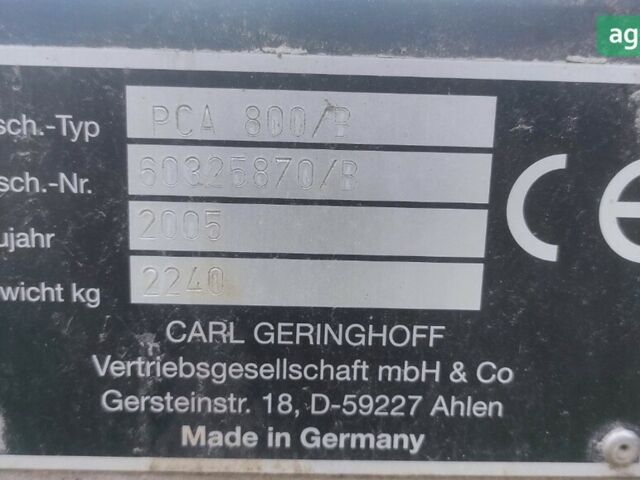 ag
sch.-Typ PCA 800/B
sch.-Nr. 60325870/B
ujahr 2005
wicht kg 2240
CE
CARL GERINGHOFF
Vertriebsgesellschaft mbH & Co
Gersteinstr. 18, D-59227 Ahlen
Made in Germany